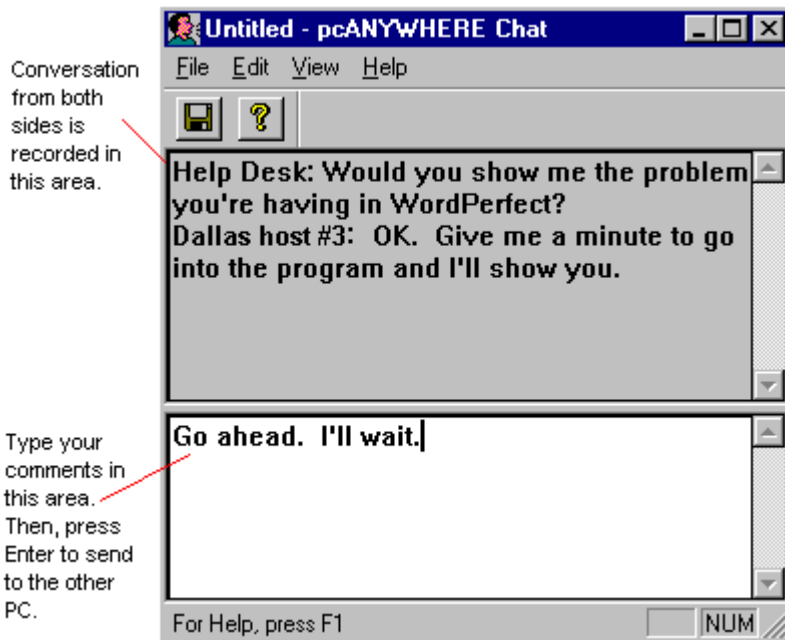 Untitled - pcANYWHERE Chat
File Edit View Help
Conversation
from both
sides is
recorded in
this area.
Help Desk: Would you show me the problem
you're having in WordPerfect?
Dallas host #3:  OK.  Give me a minute to go
into the program and I'll show you.
Type your
comments in
this area.
Then, press
Enter to send
to the other
PC.
Go ahead.  I'll wait.
For Help, press F1
NUM